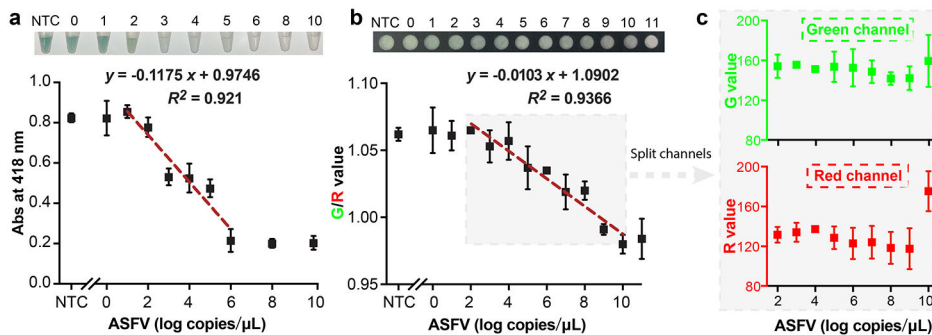 a
NTC 0 1 2 3 4 5 6 8 10
y = -0.1175 x + 0.9746
R² = 0.921
Abs at 418 nm
1.0
0.8
0.6
0.4
0.2
0.0
NTC 0 2 4 6 8 10
ASFV (log copies/μL)
b
NTC 0 1 2 3 4 5 6 7 8 9 10 11
y = -0.0103 x + 1.0902
R² = 0.9366
G/R value
1.10
1.05
1.00
0.95
NTC 0 2 4 6 8 10
ASFV (log copies/μL)
Split channels
c
Green channel
G value
200
160
120
80
Red channel
R value
200
160
120
80
2 4 6 8 10
ASFV (log copies/μL)